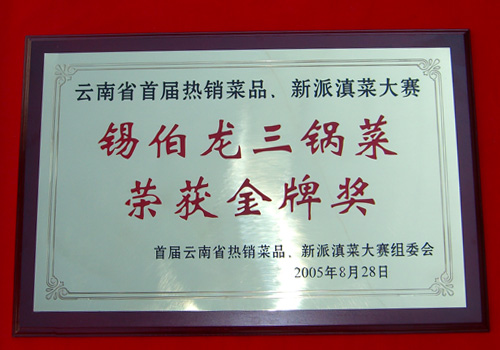 云南省首届热销菜品、新派滇菜大赛
锡伯龙三锅菜
荣获金牌奖
首届云南省热销菜品、新派滇菜大赛组委会
2005年8月28日